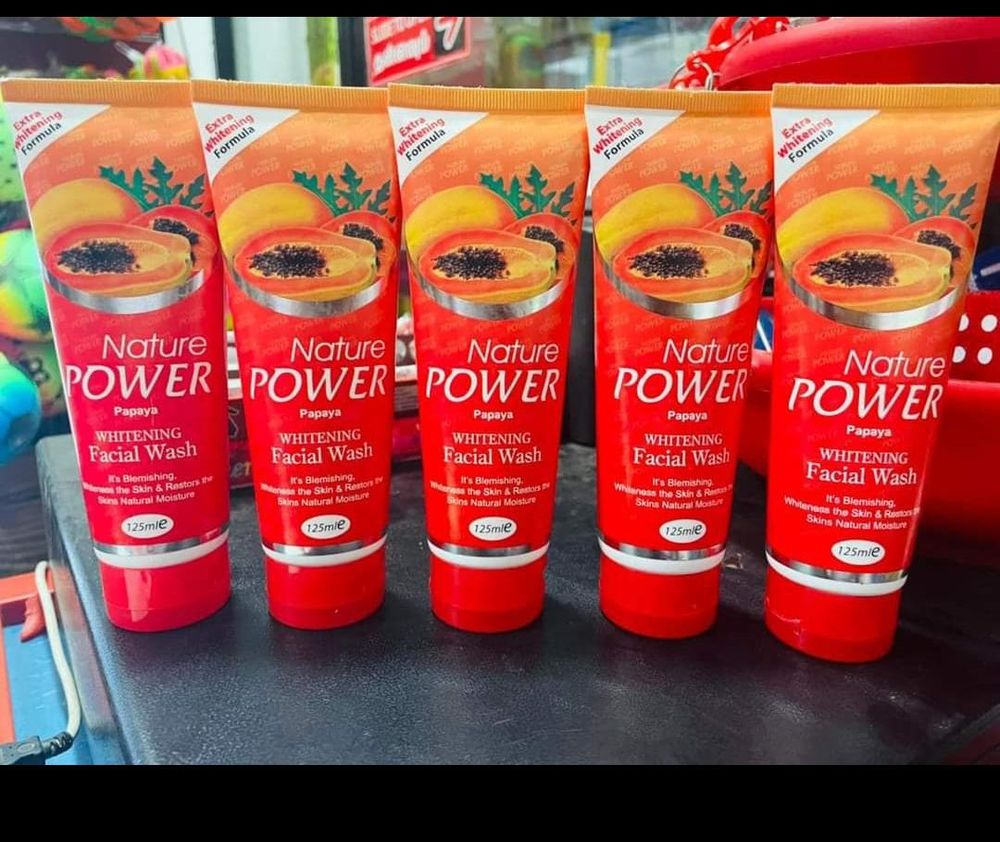 Extra
Whitening
Formula
Nature
POWER
Papaya
WHITENING
Facial Wash
It's Blemishing,
Whiteness the Skin & Restors the
Skins Natural Moisture
125ml e
Extra
Whitening
Formula
Nature
POWER
Papaya
WHITENING
Facial Wash
It's Blemishing,
Whiteness the Skin & Restors the
Skins Natural Moisture
125ml e
Extra
Whitening
Formula
Nature
POWER
Papaya
WHITENING
Facial Wash
It's Blemishing,
Whiteness the Skin & Restors the
Skins Natural Moisture
125ml e
Extra
Whitening
Formula
Nature
POWER
Papaya
WHITENING
Facial Wash
It's Blemishing,
Whiteness the Skin & Restors the
Skins Natural Moisture
125ml e
Extra
Whitening
Formula
Nature
POWER
Papaya
WHITENING
Facial Wash
It's Blemishing,
Whiteness the Skin & Restors the
Skins Natural Moisture
125ml e